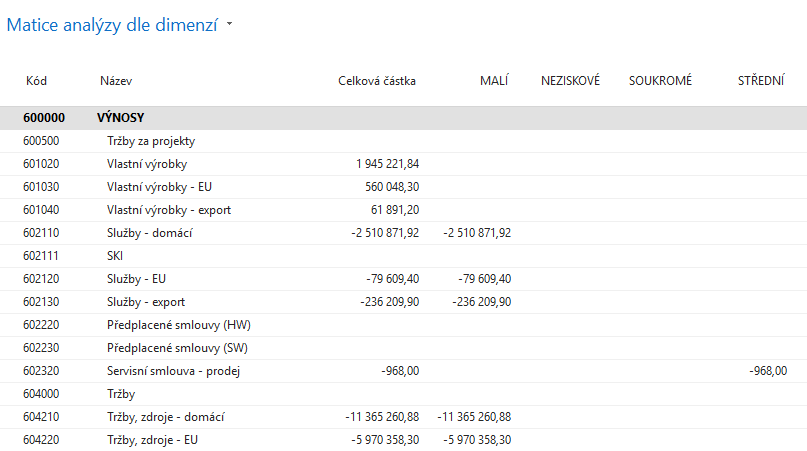 Matice analýzy dle dimenzí
Kód Název Celková částka MALÍ NEZISKOVÉ SOUKROMÉ STŘEDNÍ
600000 VÝNOSY
600500 Tržby za projekty
601020 Vlastní výrobky 1 945 221,84
601030 Vlastní výrobky - EU 560 048,30
601040 Vlastní výrobky - export 61 891,20
602110 Služby - domácí -2 510 871,92 -2 510 871,92
602111 SKI
602120 Služby - EU -79 609,40 -79 609,40
602130 Služby - export -236 209,90 -236 209,90
602220 Předplacené smlouvy (HW)
602230 Předplacené smlouvy (SW)
602320 Servisní smlouva - prodej -968,00 -968,00
604000 Tržby
604210 Tržby, zdroje - domácí -11 365 260,88 -11 365 260,88
604220 Tržby, zdroje - EU -5 970 358,30 -5 970 358,30